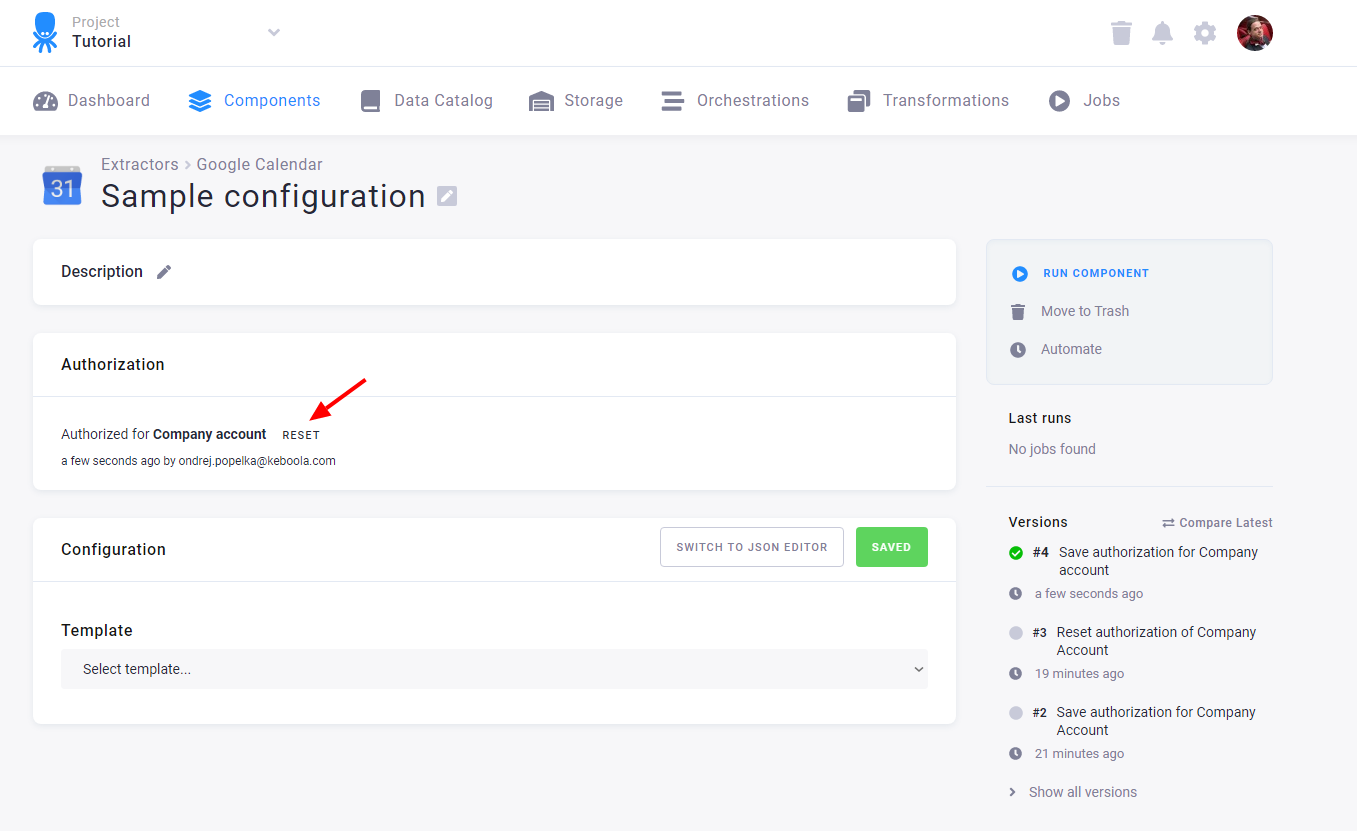 Project
Tutorial
Dashboard
Components
Data Catalog
Storage
Orchestrations
Transformations
Jobs
31
Extractors › Google Calendar
Sample configuration
Description
Authorization
Authorized for Company account RESET
a few seconds ago by ondrej.popelka@keboola.com
Configuration
SWITCH TO JSON EDITOR
SAVED
Template
Select template...
RUN COMPONENT
Move to Trash
Automate
Last runs
No jobs found
Versions
Compare Latest
#4 Save authorization for Company
account
a few seconds ago
#3 Reset authorization of Company
Account
19 minutes ago
#2 Save authorization for Company
Account
21 minutes ago
Show all versions